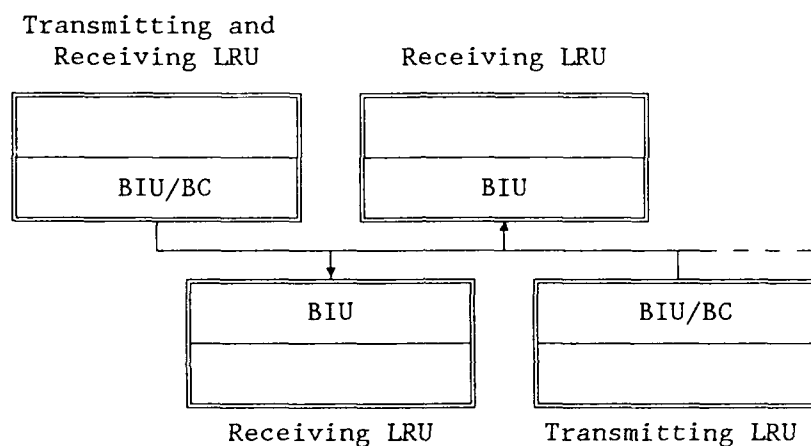 Transmitting and
Receiving LRU
Receiving LRU
BIU/BC
BIU
BIU
BIU/BC
Receiving LRU
Transmitting LRU